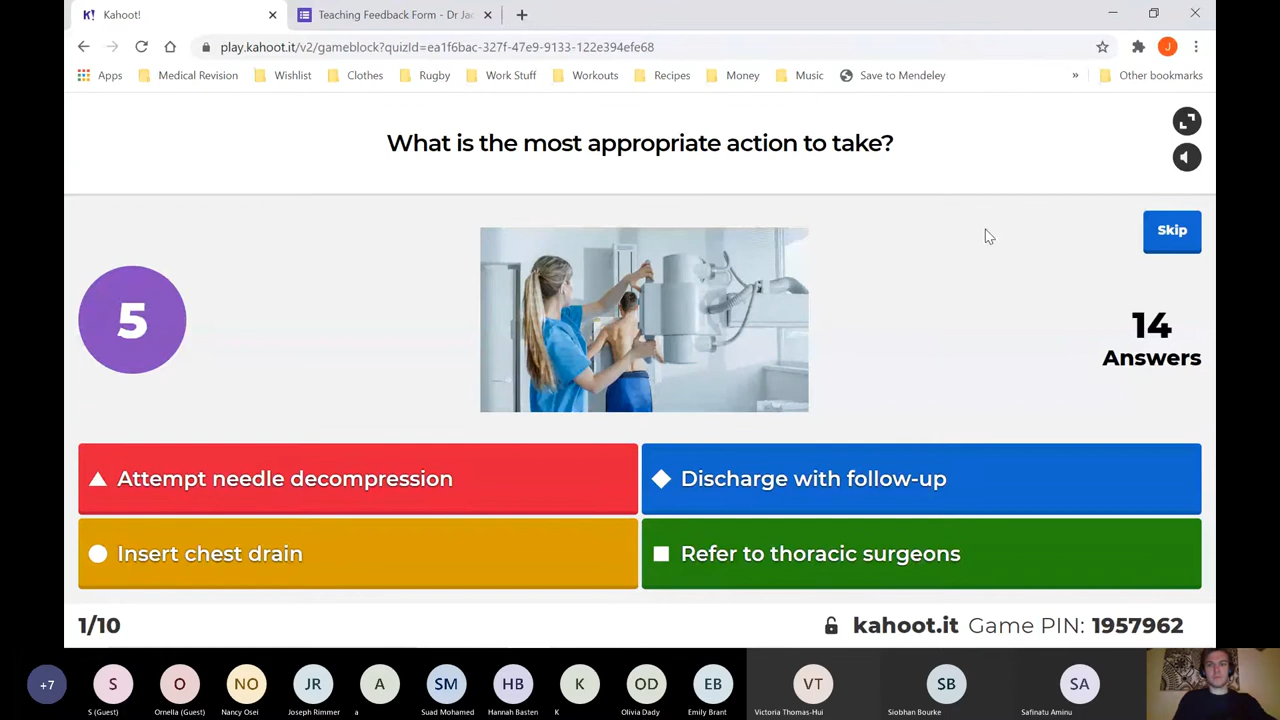 K! Kahoot!
Teaching Feedback Form - Dr Jac
play.kahoot.it/v2/gameblock?quizId=ea1f6bac-327f-47e9-9133-122e394efe68
J
Apps
Medical Revision
Wishlist
Clothes
Rugby
Work Stuff
Workouts
Recipes
Money
Music
Save to Mendeley
»
Other bookmarks
What is the most appropriate action to take?
Skip
5
14
Answers
Attempt needle decompression
Discharge with follow-up
Insert chest drain
Refer to thoracic surgeons
1/10
kahoot.it Game PIN: 1957962
+7
S
O
NO
JR
A
SM
HB
K
OD
EB
VT
SB
SA
S (Guest)
Ornella (Guest)
Nancy Osei
Joseph Rimmer
a
Suad Mohamed
Hannah Basten
K
Olivia Dady
Emily Brant
Victoria Thomas-Hui
Siobhan Bourke
Safinatu Aminu